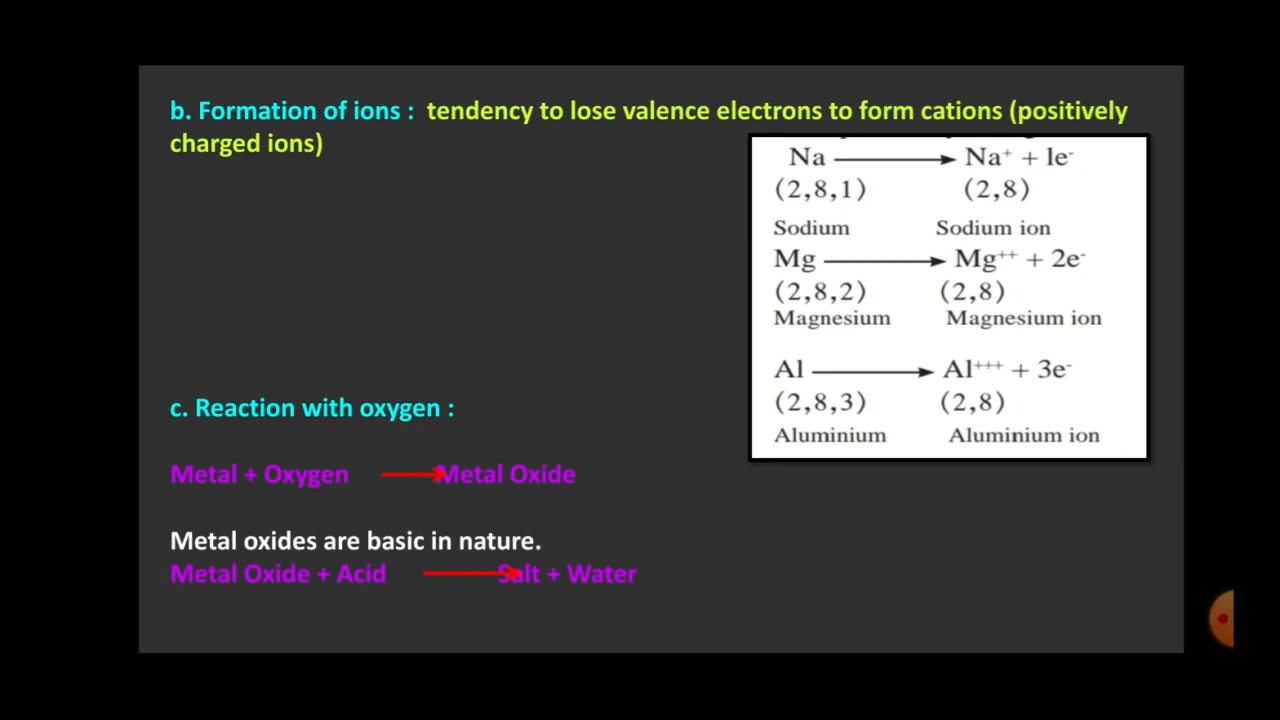 b. Formation of ions : tendency to lose valence electrons to form cations (positively
charged ions)
Na ⟶ Na⁺ + 1e⁻
(2,8,1) (2,8)
Sodium Sodium ion
Mg ⟶ Mg⁺⁺ + 2e⁻
(2,8,2) (2,8)
Magnesium Magnesium ion
Al ⟶ Al⁺⁺⁺ + 3e⁻
(2,8,3) (2,8)
Aluminium Aluminium ion
c. Reaction with oxygen :
Metal + Oxygen ⟶ Metal Oxide
Metal oxides are basic in nature.
Metal Oxide + Acid ⟶ Salt + Water